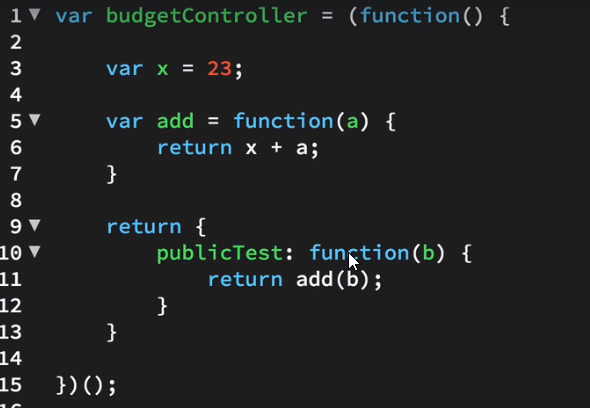 1 var budgetController = (function() {
2
3 var x = 23;
4
5 var add = function(a) {
6 return x + a;
7 }
8
9 return {
10 publicTest: function(b) {
11 return add(b);
12 }
13 }
14
15 })();